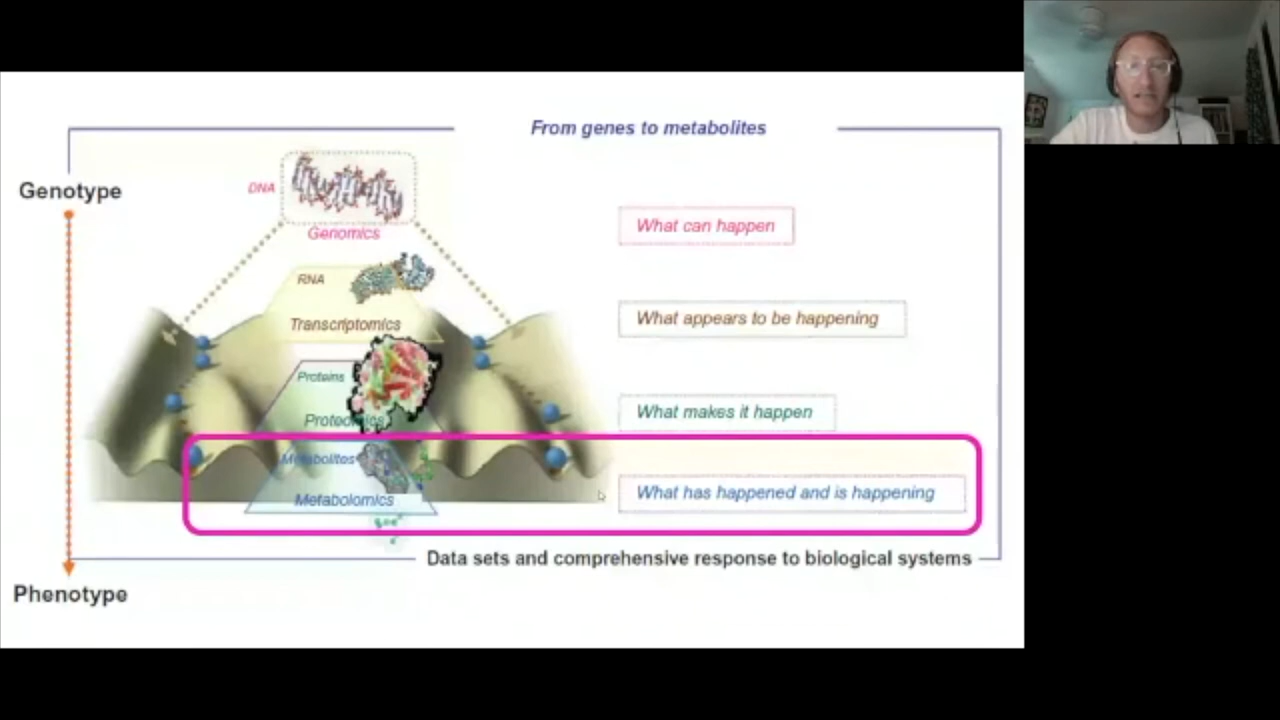 From genes to metabolites
Genotype
DNA
Genomics
What can happen
RNA
Transcriptomics
What appears to be happening
Proteins
Proteomics
What makes it happen
Metabolites
Metabolomics
What has happened and is happening
Data sets and comprehensive response to biological systems
Phenotype